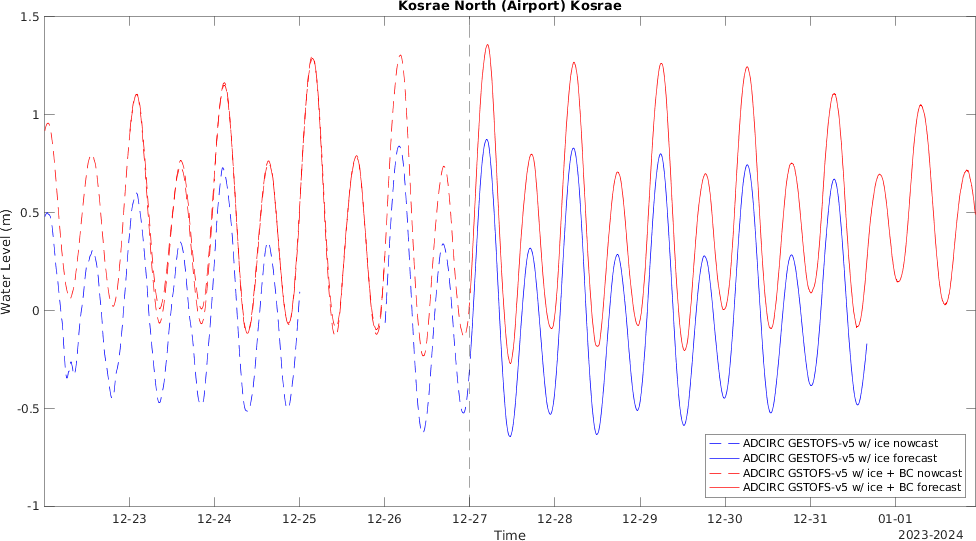 Kosrae North (Airport) Kosrae
1.5
1
0.5
0
-0.5
-1
Water Level (m)
12-23
12-24
12-25
12-26
12-27
12-28
12-29
12-30
12-31
01-01
Time
2023-2024
ADCIRC GESTOFS-v5 w/ ice nowcast
ADCIRC GESTOFS-v5 w/ ice forecast
ADCIRC GSTOFS-v5 w/ ice + BC nowcast
ADCIRC GSTOFS-v5 w/ ice + BC forecast